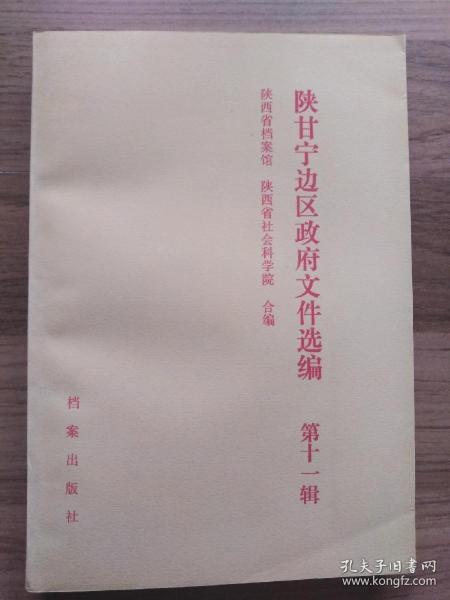 陕甘宁边区政府文件选编 第十一辑
陕西省档案馆 陕西省社会科学院 合编
档案出版社
孔夫子旧书网
www.kongfz.com